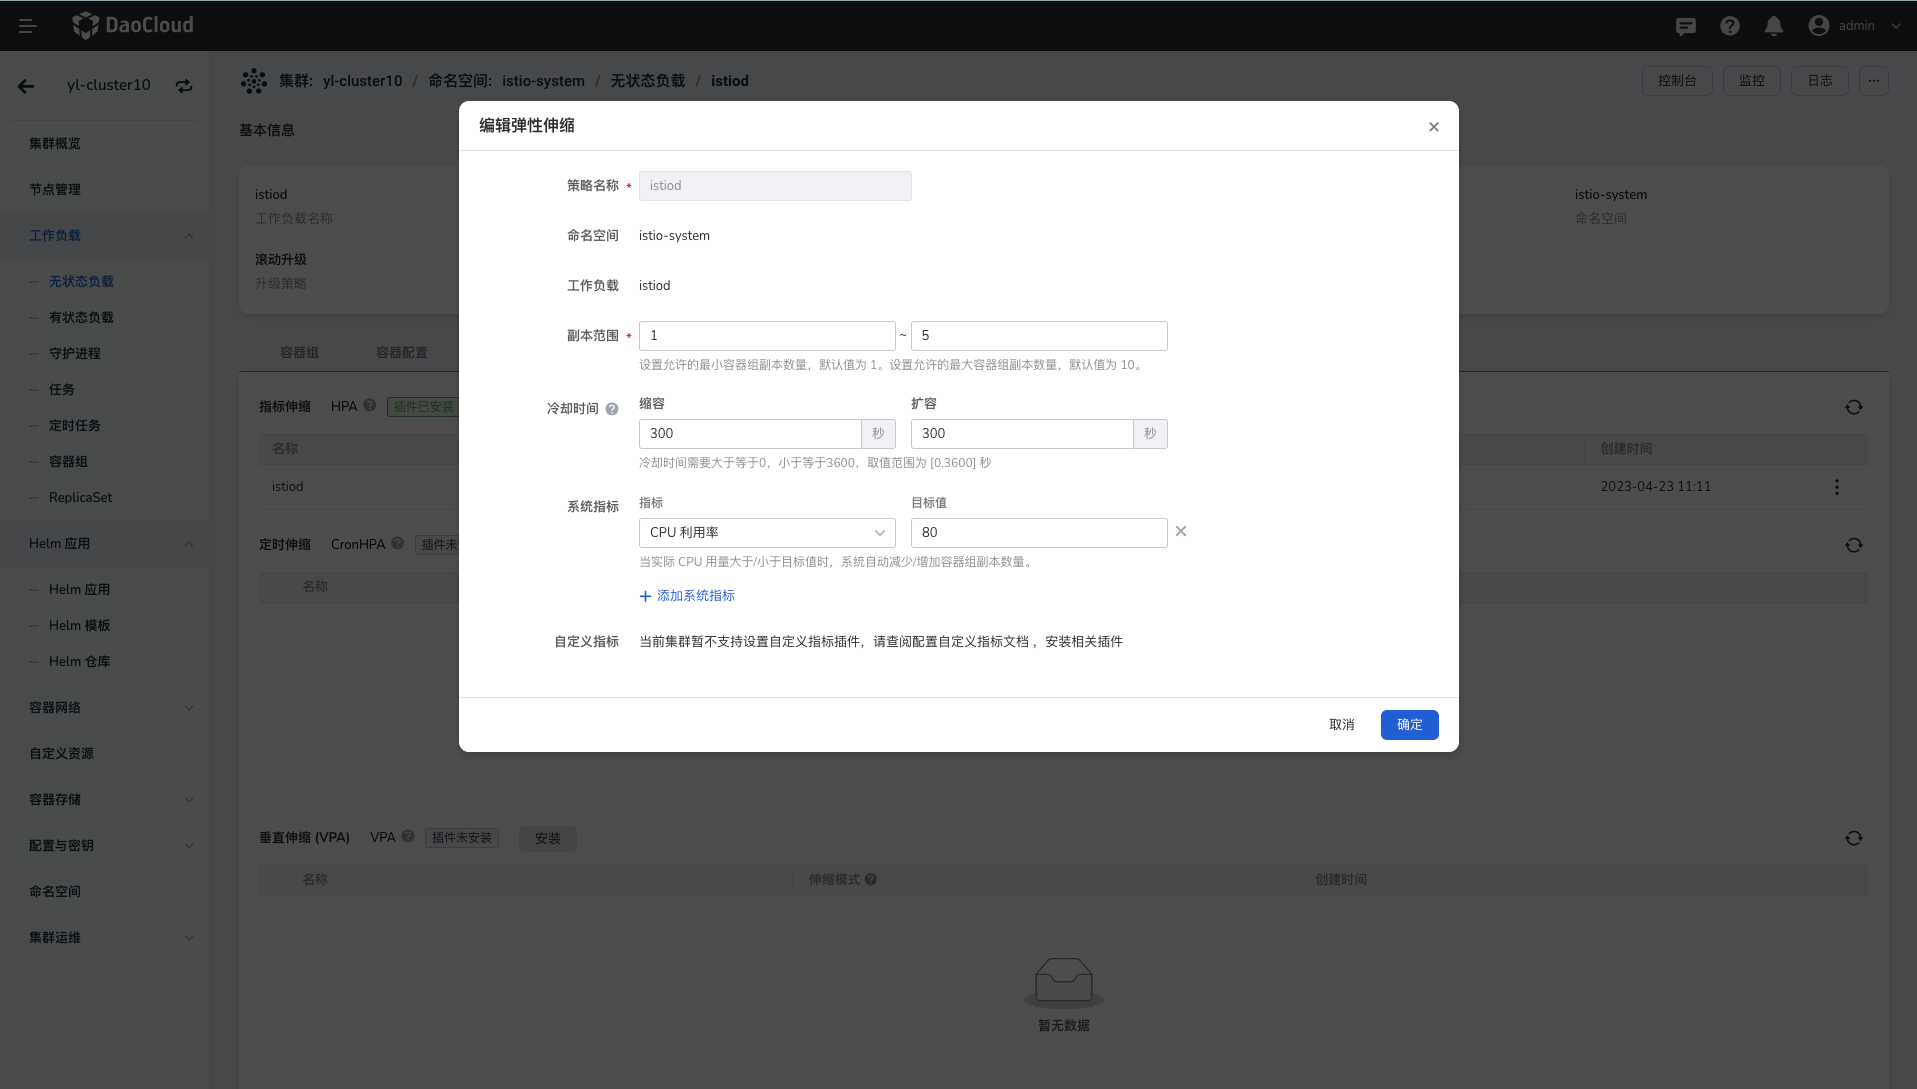 DaoCloud
admin
yl-cluster10
集群: yl-cluster10 / 命名空间: istio-system / 无状态负载 / istiod
控制台
监控
日志
集群概览
节点管理
工作负载
无状态负载
有状态负载
守护进程
任务
定时任务
容器组
ReplicaSet
Helm 应用
Helm 应用
Helm 模板
Helm 仓库
容器网络
自定义资源
容器存储
配置与密钥
命名空间
集群运维
基本信息
istiod
工作负载名称
滚动升级
升级策略
istio-system
命名空间
容器组
容器配置
指标伸缩 HPA 插件已安装
名称
创建时间
istiod
2023-04-23 11:11
定时伸缩 CronHPA 插件未
名称
垂直伸缩 (VPA) VPA 插件未安装 安装
名称
伸缩模式
创建时间
暂无数据
编辑弹性伸缩
策略名称 * istiod
命名空间 istio-system
工作负载 istiod
副本范围 * 1 ~ 5
设置允许的最小容器组副本数量，默认值为 1。设置允许的最大容器组副本数量，默认值为 10。
冷却时间
缩容 扩容
300 秒 300 秒
冷却时间需要大于等于0，小于等于3600，取值范围为 [0,3600] 秒
系统指标
指标 目标值
CPU 利用率 80
当实际 CPU 用量大于/小于目标值时，系统自动减少/增加容器组副本数量。
添加系统指标
自定义指标 当前集群暂不支持设置自定义指标插件，请查阅配置自定义指标文档 ，安装相关插件
取消
确定